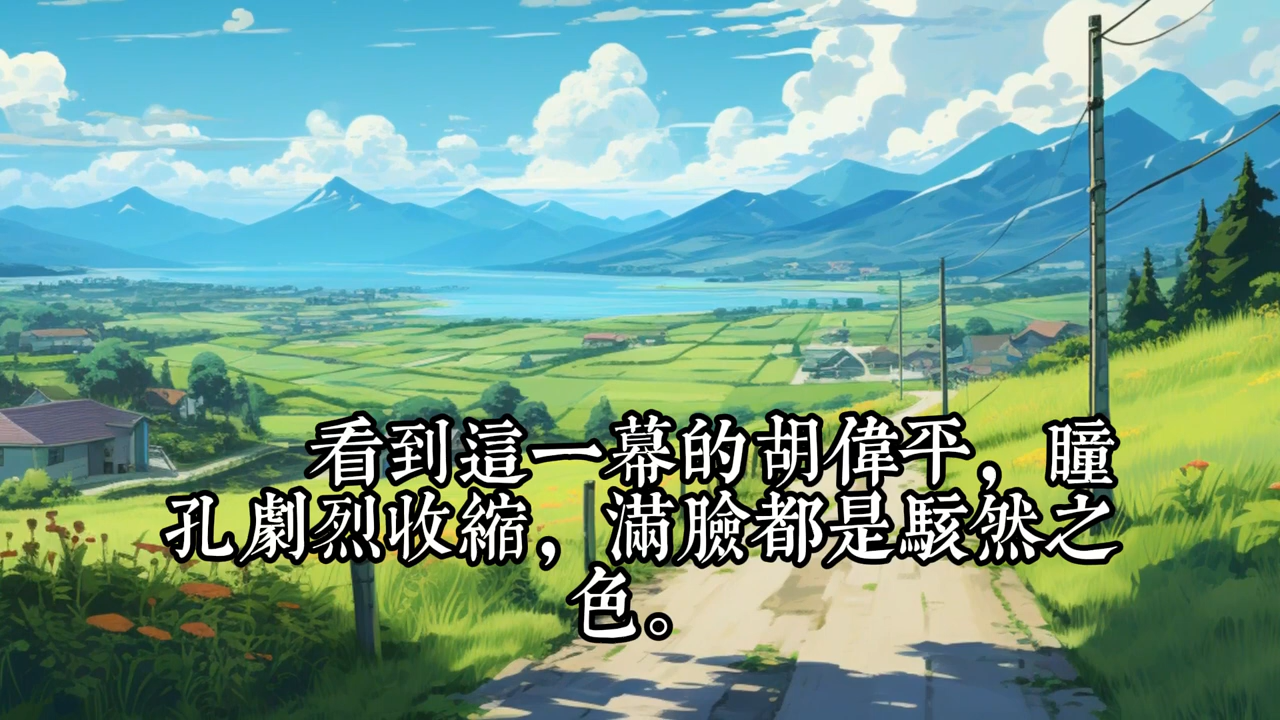 看到這一幕的胡偉平，瞳
孔劇烈收縮，滿臉都是駭然之
色。